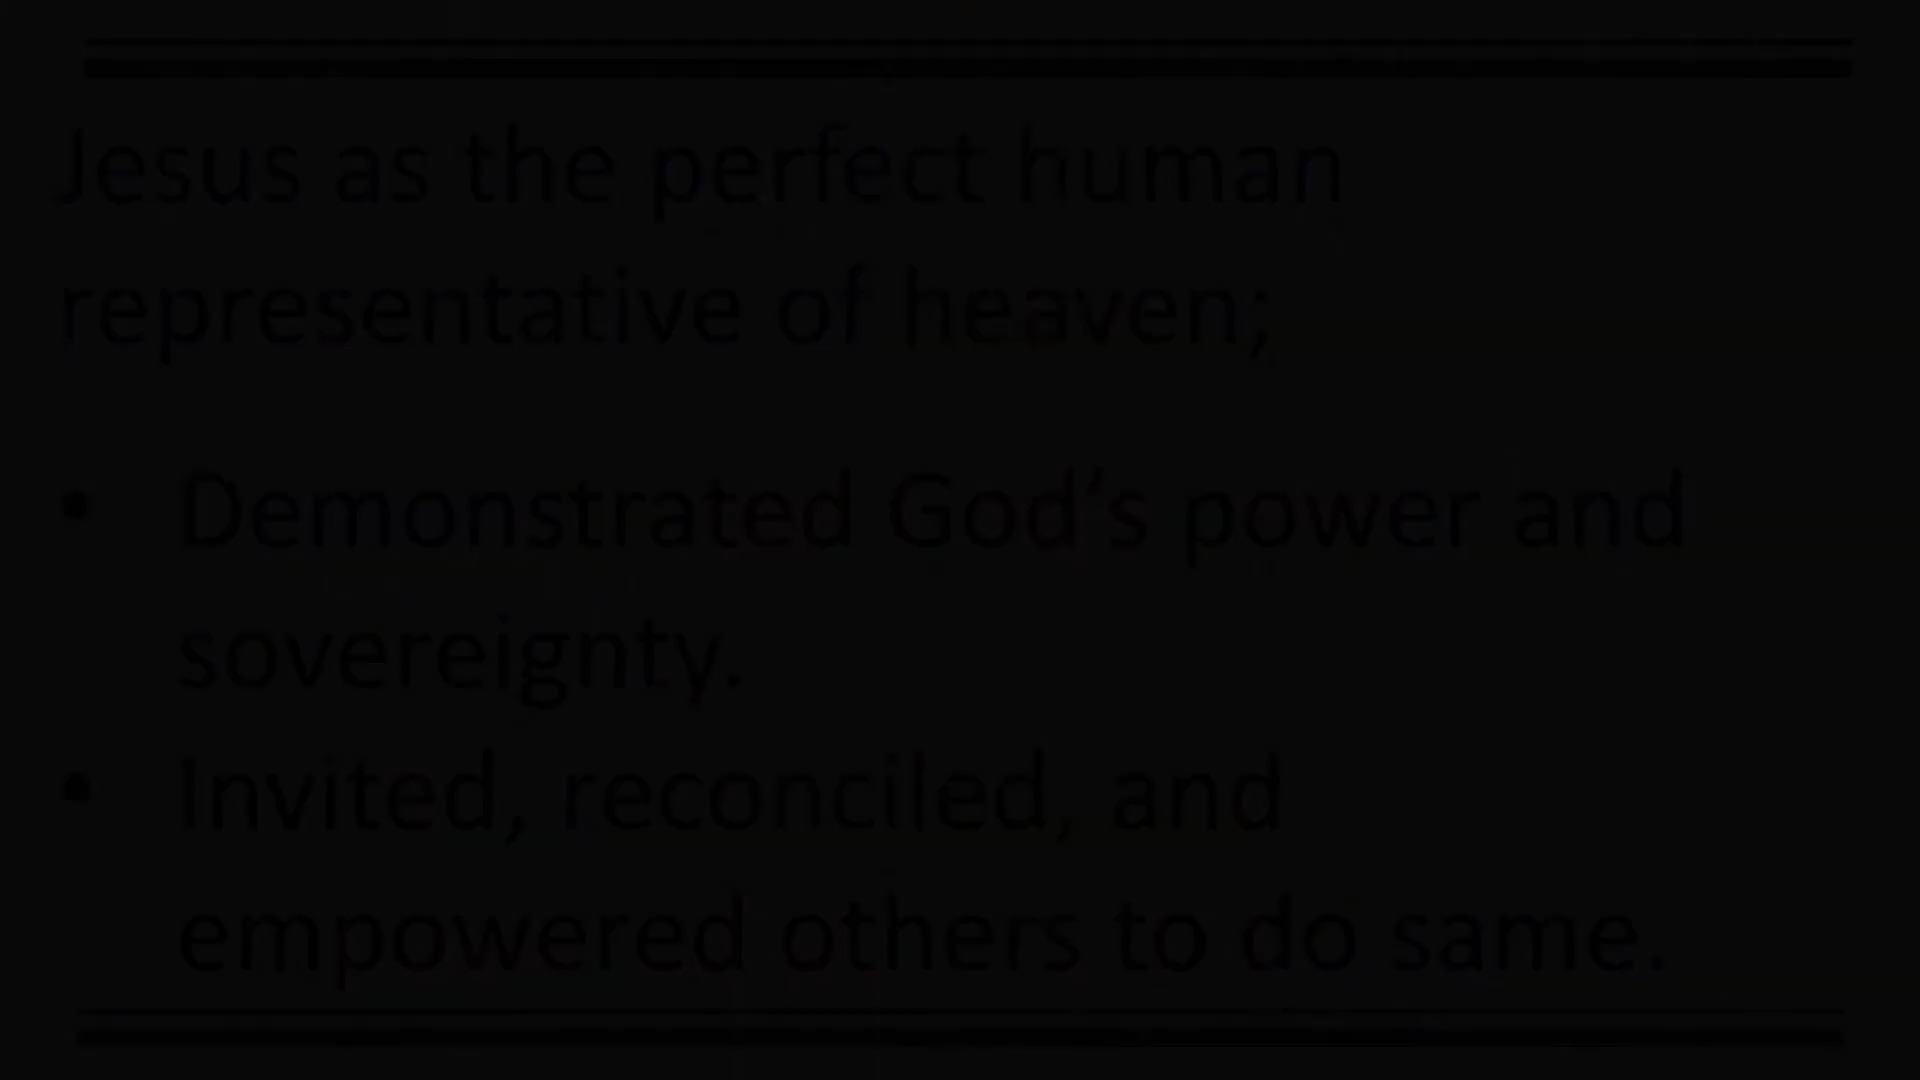 Jesus as the perfect human
representative of heaven;
• Demonstrated God’s power and
sovereignty.
• Invited, reconciled, and
empowered others to do same.